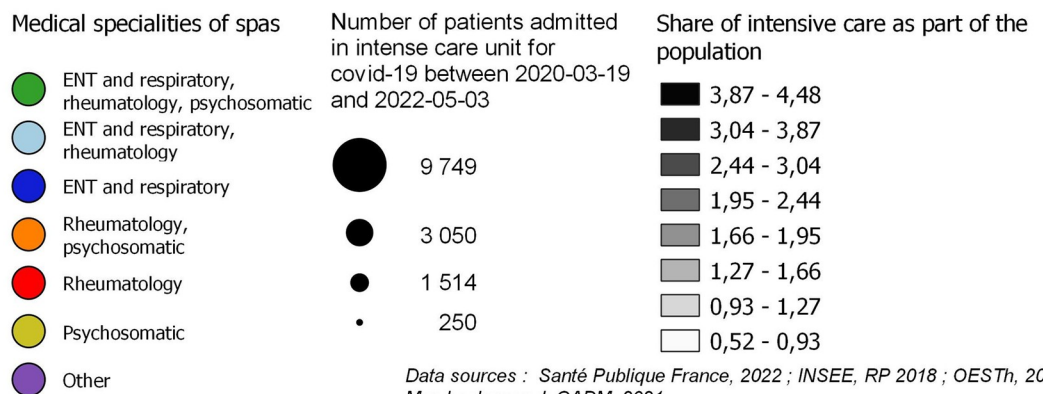 Medical specialities of spas
ENT and respiratory,
rheumatology, psychosomatic
ENT and respiratory,
rheumatology
ENT and respiratory
Rheumatology,
psychosomatic
Rheumatology
Psychosomatic
Other
Number of patients admitted
in intense care unit for
covid-19 between 2020-03-19
and 2022-05-03
9 749
3 050
1 514
250
Share of intensive care as part of the
population
3,87 - 4,48
3,04 - 3,87
2,44 - 3,04
1,95 - 2,44
1,66 - 1,95
1,27 - 1,66
0,93 - 1,27
0,52 - 0,93
Data sources : Santé Publique France, 2022 ; INSEE, RP 2018 ; OESTh, 20